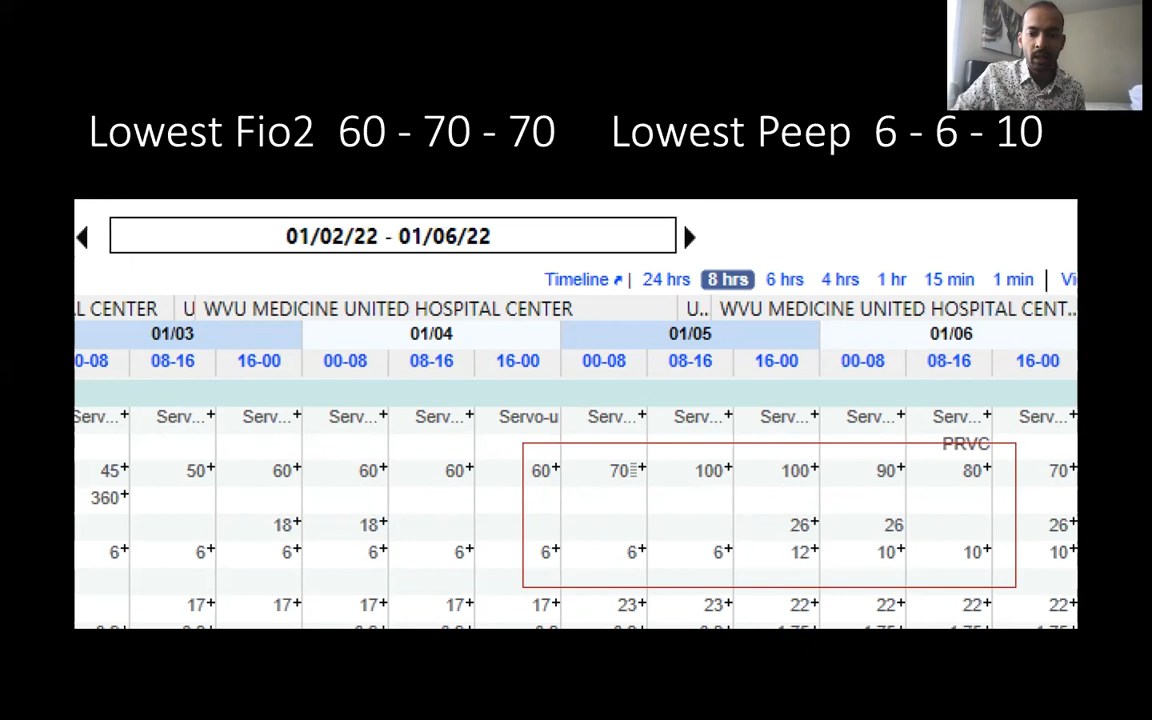 Lowest Fio2 60 - 70 - 70 Lowest Peep 6 - 6 - 10
01/02/22 - 01/06/22
Timeline | 24 hrs 8 hrs 6 hrs 4 hrs 1 hr 15 min 1 min | Vi
L CENTER U WVU MEDICINE UNITED HOSPITAL CENTER U.. WVU MEDICINE UNITED HOSPITAL CENT..
01/03 01/04 01/05 01/06
0-08 08-16 16-00 00-08 08-16 16-00 00-08 08-16 16-00 00-08 08-16 16-00
Serv...+ Serv...+ Serv...+ Serv...+ Serv...+ Servo-u Serv...+ Serv...+ Serv...+ Serv...+ Serv...+ Serv...+
PRVC
45+ 50+ 60+ 60+ 60+ 60+ 70+ 100+ 100+ 90+ 80+ 70+
360+
18+ 18+ 26+ 26 26+
6+ 6+ 6+ 6+ 6+ 6+ 6+ 6+ 12+ 10+ 10+ 10+
17+ 17+ 17+ 17+ 17+ 23+ 23+ 22+ 22+ 22+ 22+